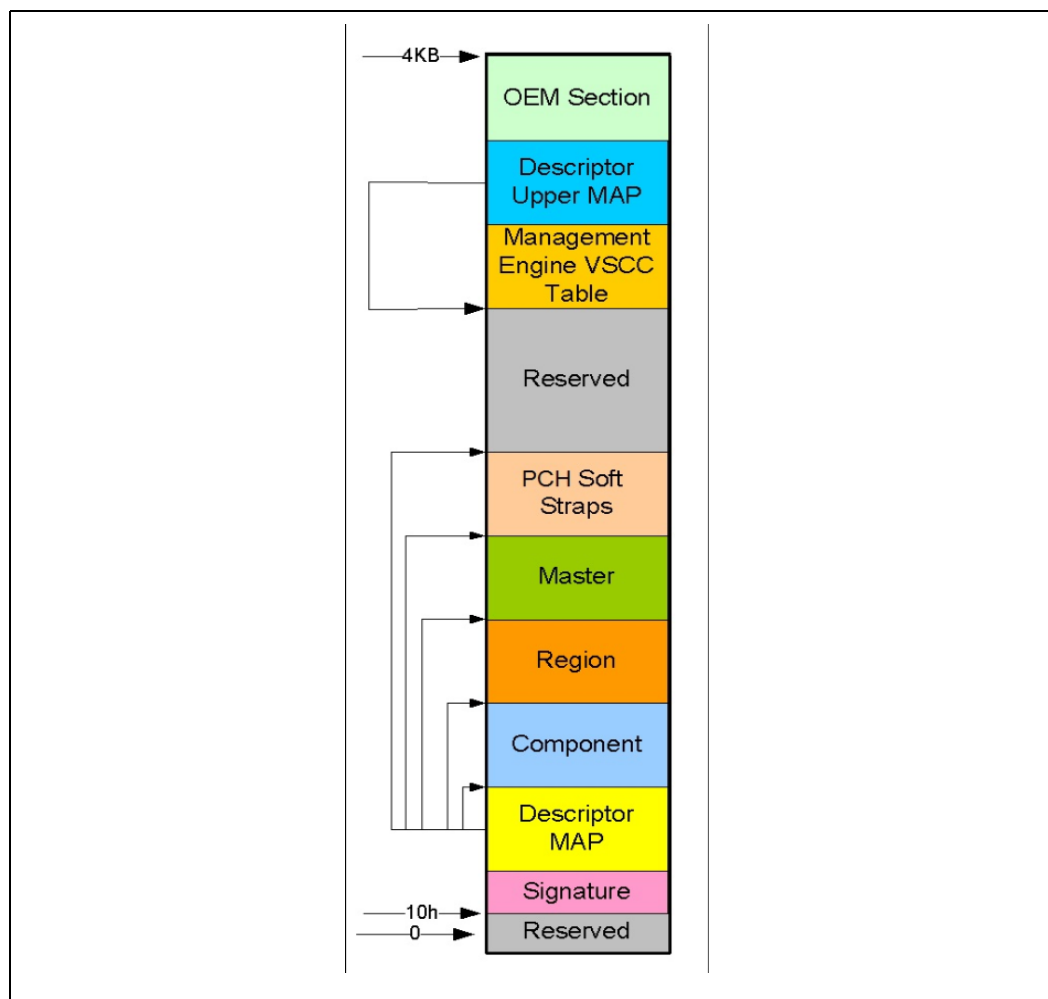 4KB
OEM Section
Descriptor
Upper MAP
Management
Engine VSCC
Table
Reserved
PCH Soft
Straps
Master
Region
Component
Descriptor
MAP
Signature
10h
Reserved
0